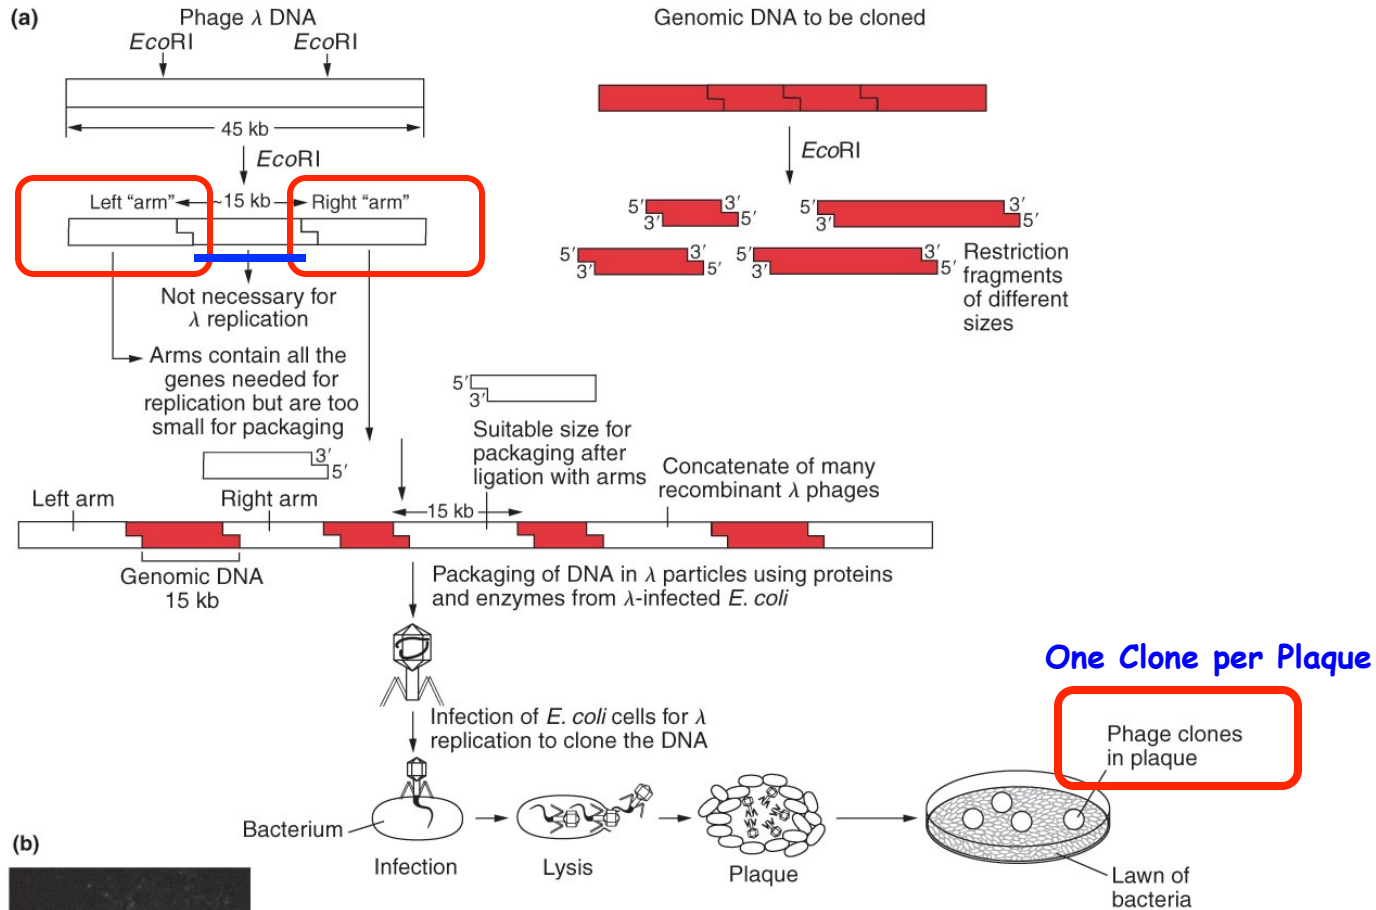 (a)
Phage λ DNA
EcoRI
EcoRI
45 kb
EcoRI
Left “arm”
~15 kb
Right “arm”
Not necessary for
λ replication
Arms contain all the
genes needed for
replication but are too
small for packaging
Genomic DNA to be cloned
EcoRI
5′
3′
3′
5′
5′
3′
3′
5′
5′
3′
3′
5′
5′
3′
3′
5′
Restriction
fragments
of different
sizes
5′
3′
Suitable size for
packaging after
ligation with arms
3′
5′
Left arm
Right arm
15 kb
Concatenate of many
recombinant λ phages
Genomic DNA
15 kb
Packaging of DNA in λ particles using proteins
and enzymes from λ-infected E. coli
One Clone per Plaque
Infection of E. coli cells for λ
replication to clone the DNA
Phage clones
in plaque
Bacterium
Infection
Lysis
Plaque
Lawn of
bacteria
(b)